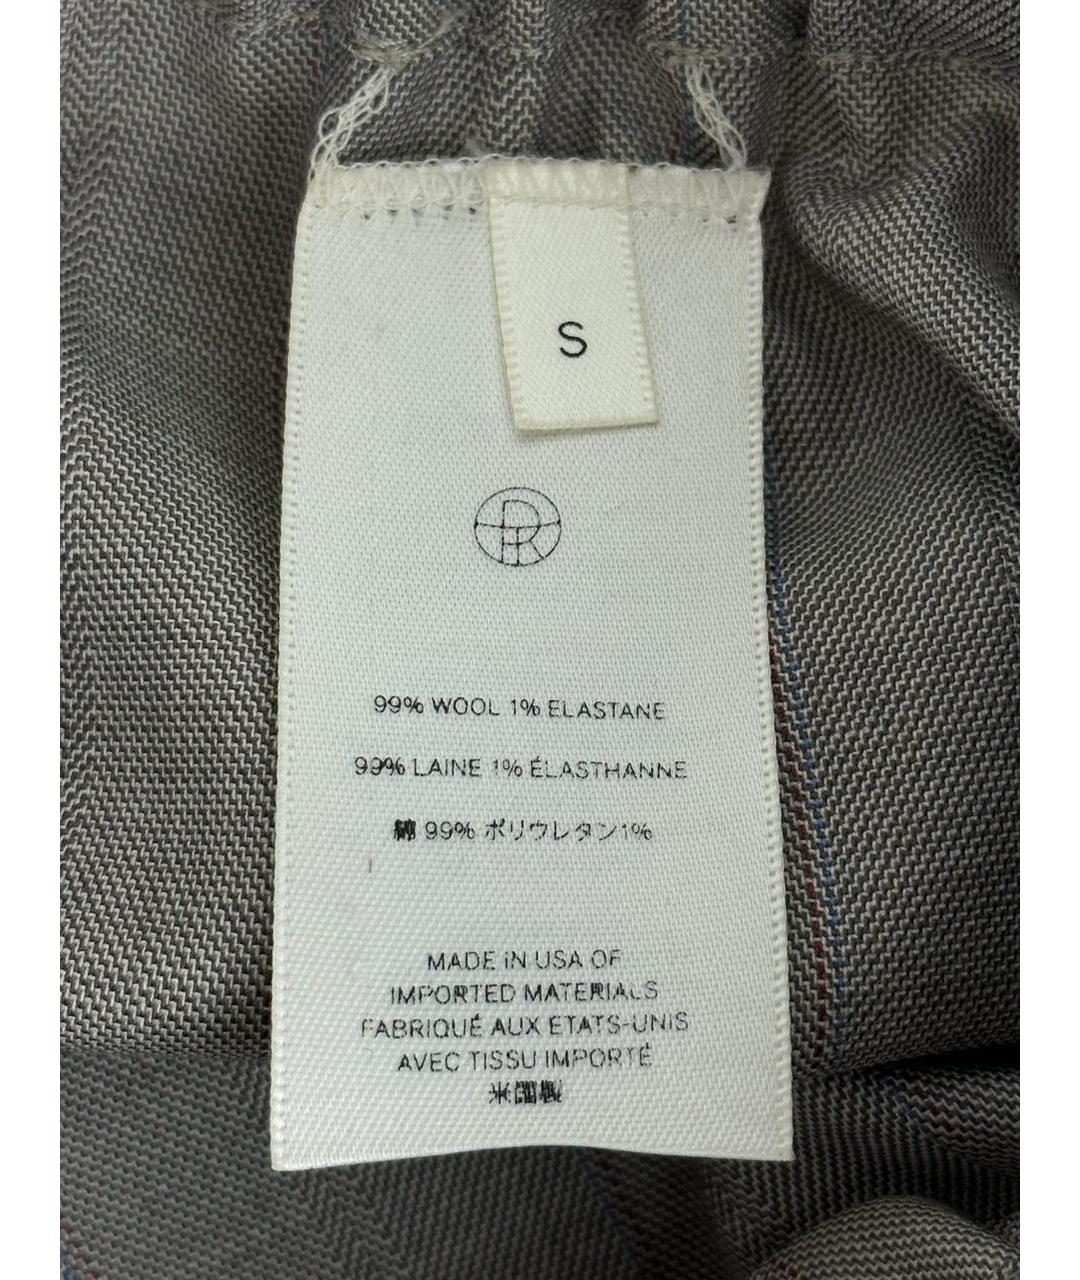 S
99% WOOL 1% ELASTANE
99% LAINE 1% ÉLASTHANNE
綿 99% ポリウレタン1%
MADE IN USA OF
IMPORTED MATERIALS
FABRIQUÉ AUX ETATS-UNIS
AVEC TISSU IMPORTÉ
米国製